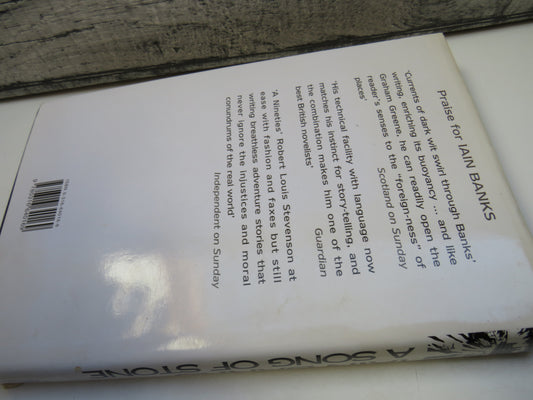 Praise for IAIN BANKS
'Currents of dark wit swirl through Banks'
writing, enriching its buoyancy ... and like
Graham Greene, he can readily open the
reader's senses to the "foreign-ness" of
places'
Scotland on Sunday
'His technical facility with language now
matches his instinct for story-telling, and
the combination makes him one of the
best British novelists'
Guardian
'A Nineties' Robert Louis Stevenson at
ease with fashion and faxes but still
writing breathless adventure stories that
never ignore the injustices and moral
conundrums of the real world'
Independent on Sunday
A SONG OF STONE